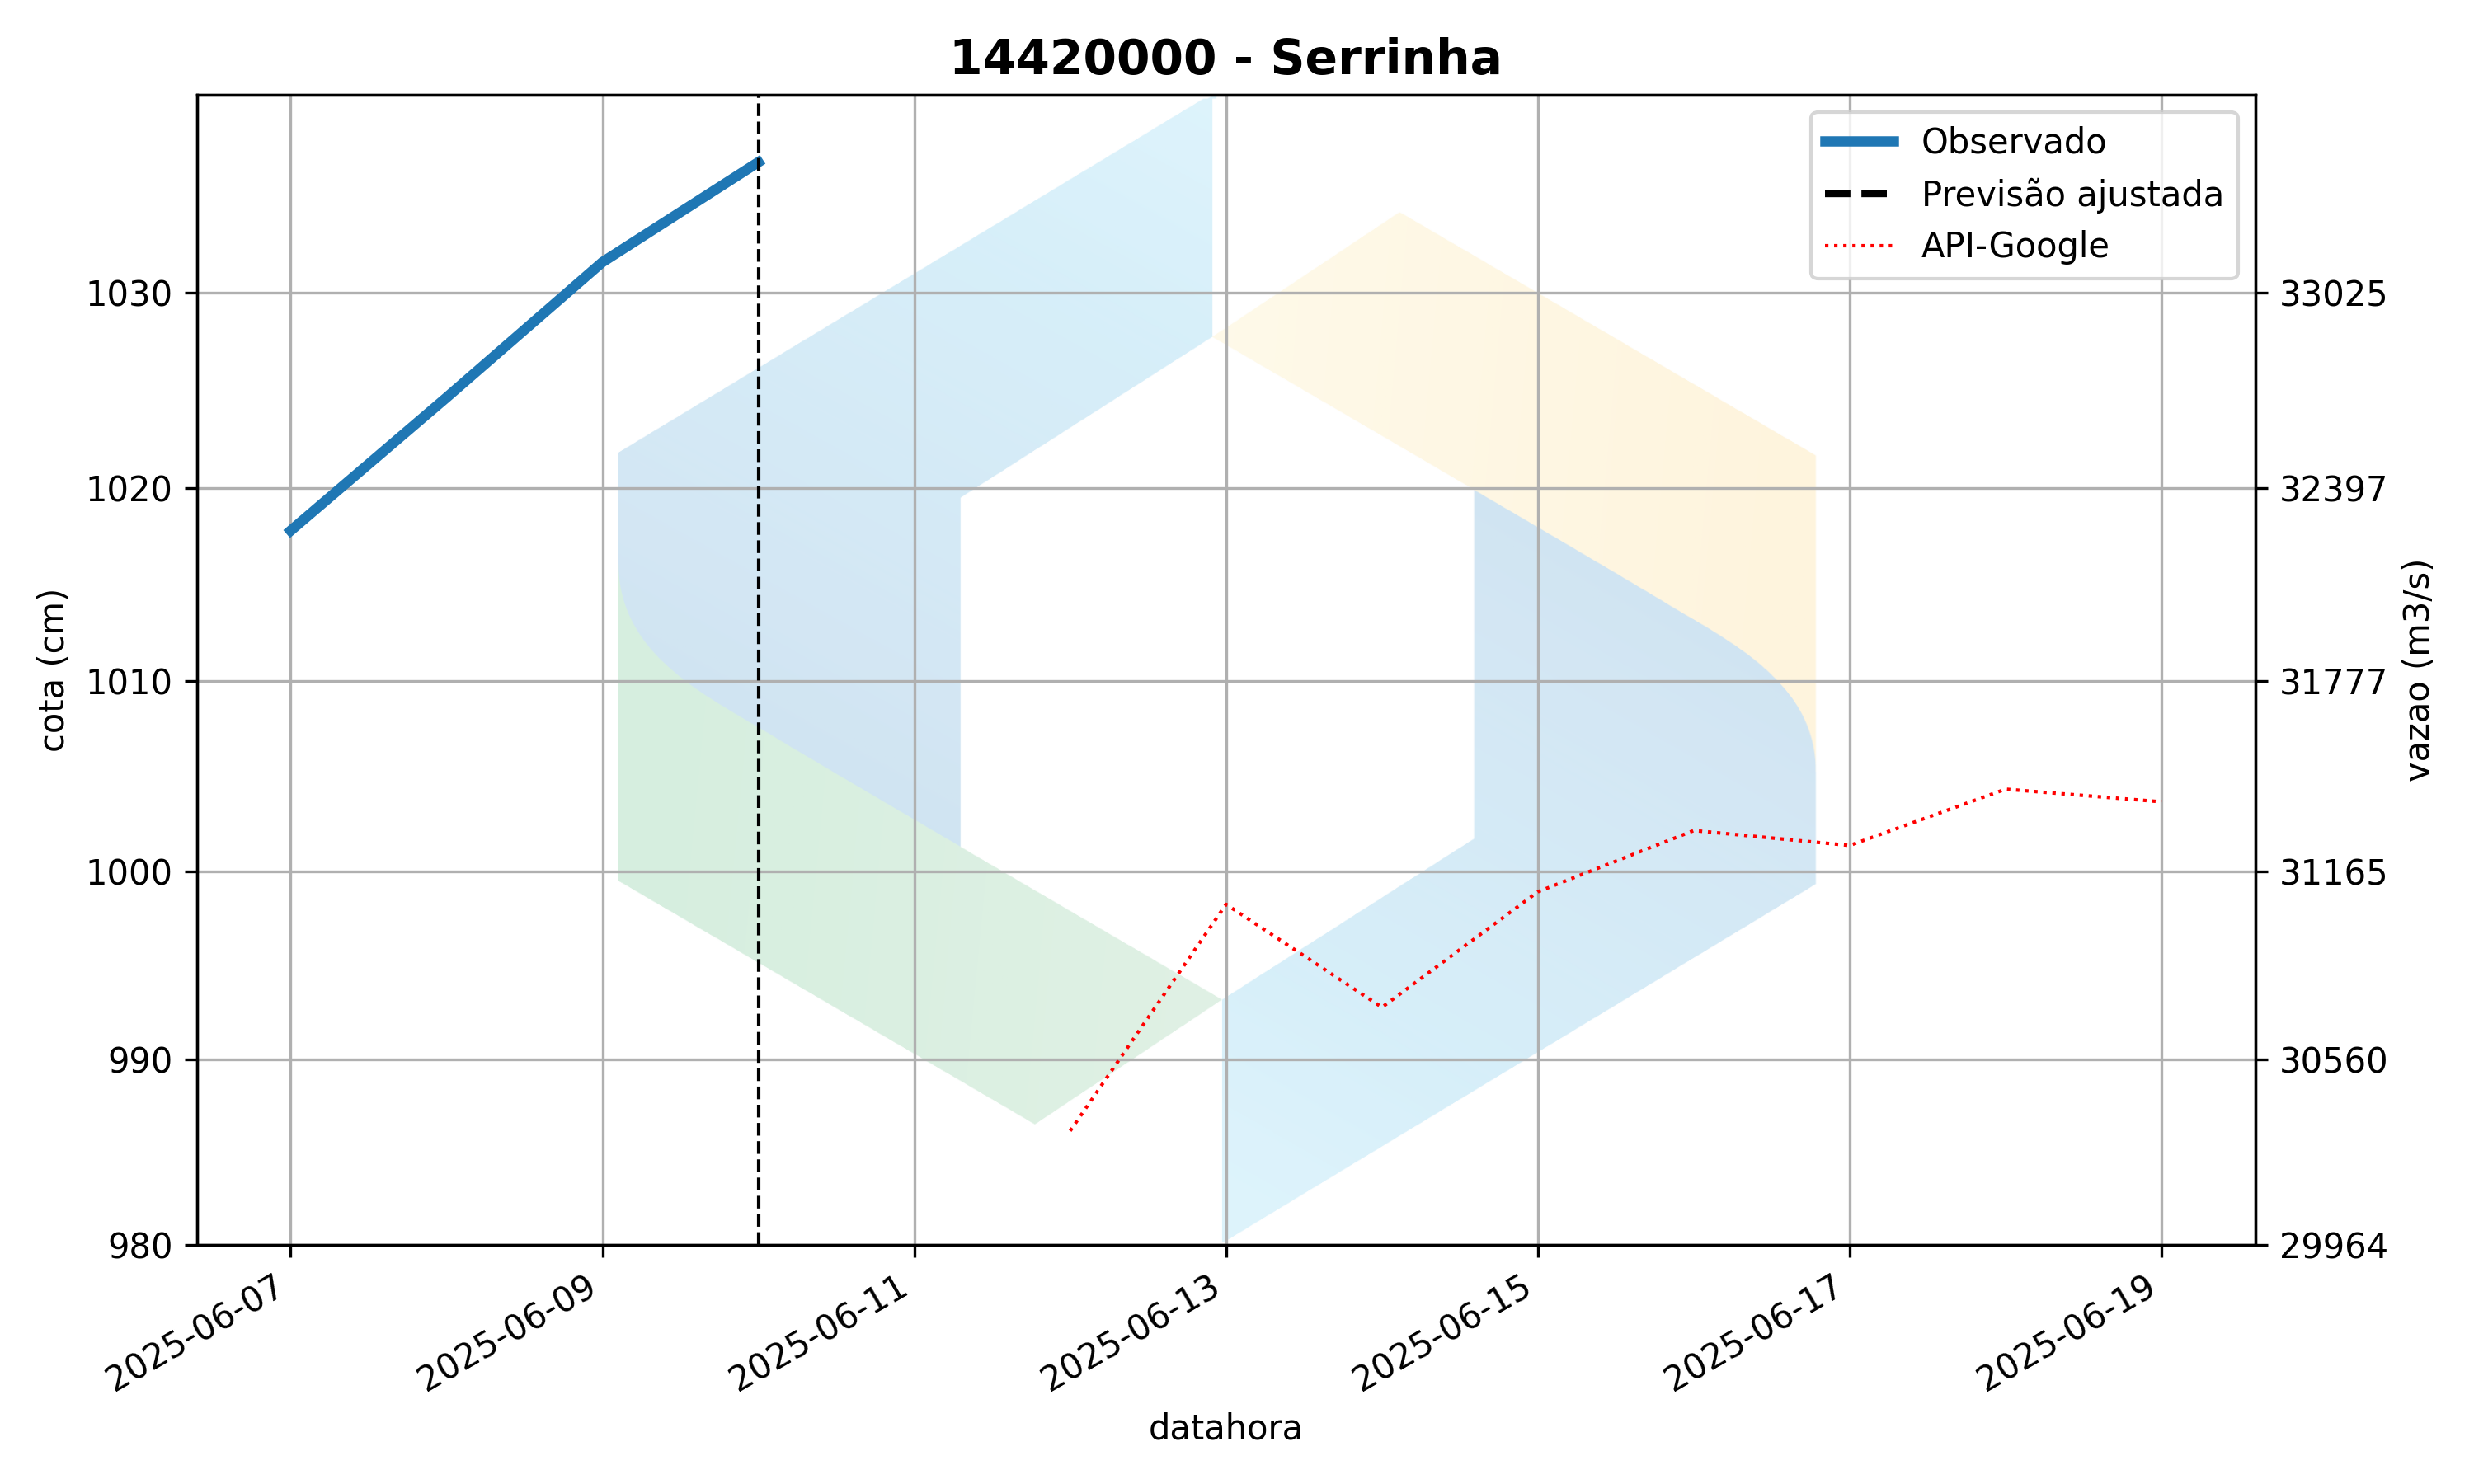 14420000 - Serrinha
Observado
Previsão ajustada
API-Google
1030
1020
1010
1000
990
980
cota (cm)
33025
32397
31777
31165
30560
29964
vazao (m3/s)
2025-06-07
2025-06-09
2025-06-11
2025-06-13
2025-06-15
2025-06-17
2025-06-19
datahora